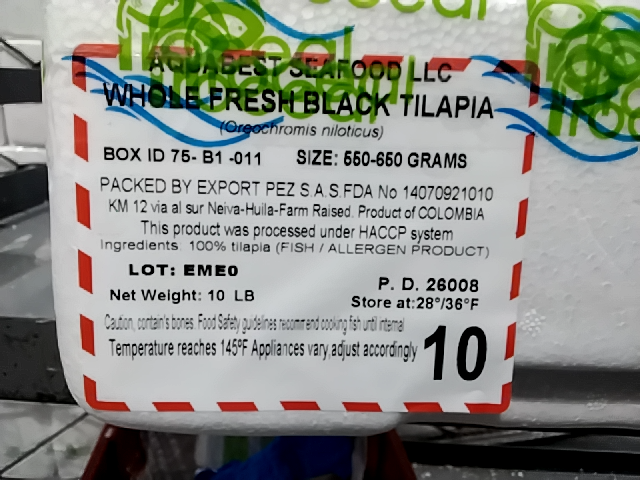 AQUABEST SEAFOOD LLC
WHOLE FRESH BLACK TILAPIA
(Oreochromis niloticus)
BOX ID 75- B1 -011 SIZE: 550-650 GRAMS
PACKED BY EXPORT PEZ S.A.S.FDA No 14070921010
KM 12 via al sur Neiva-Huila-Farm Raised. Product of COLOMBIA
This product was processed under HACCP system
Ingredients 100% tilapia (FISH / ALLERGEN PRODUCT)
LOT: EME0
P. D. 26008
Net Weight: 10 LB
Store at:28°/36°F
Caution, contain's bones. Food Safety guidelines recommend cooking fish until internal
Temperature reaches 145ºF Appliances vary,adjust accordingly
10